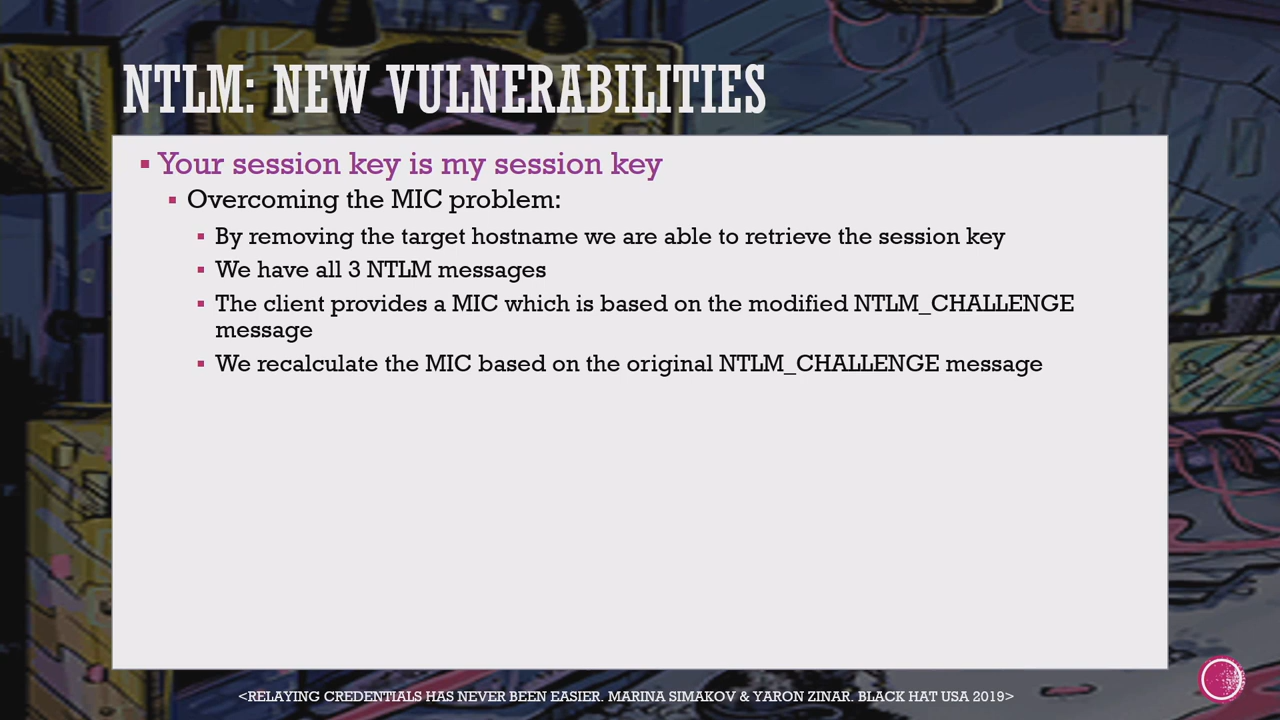 NTLM: NEW VULNERABILITIES
Your session key is my session key
Overcoming the MIC problem:
By removing the target hostname we are able to retrieve the session key
We have all 3 NTLM messages
The client provides a MIC which is based on the modified NTLM_CHALLENGE
message
We recalculate the MIC based on the original NTLM_CHALLENGE message
<RELAYING CREDENTIALS HAS NEVER BEEN EASIER. MARINA SIMAKOV & YARON ZINAR. BLACK HAT USA 2019>